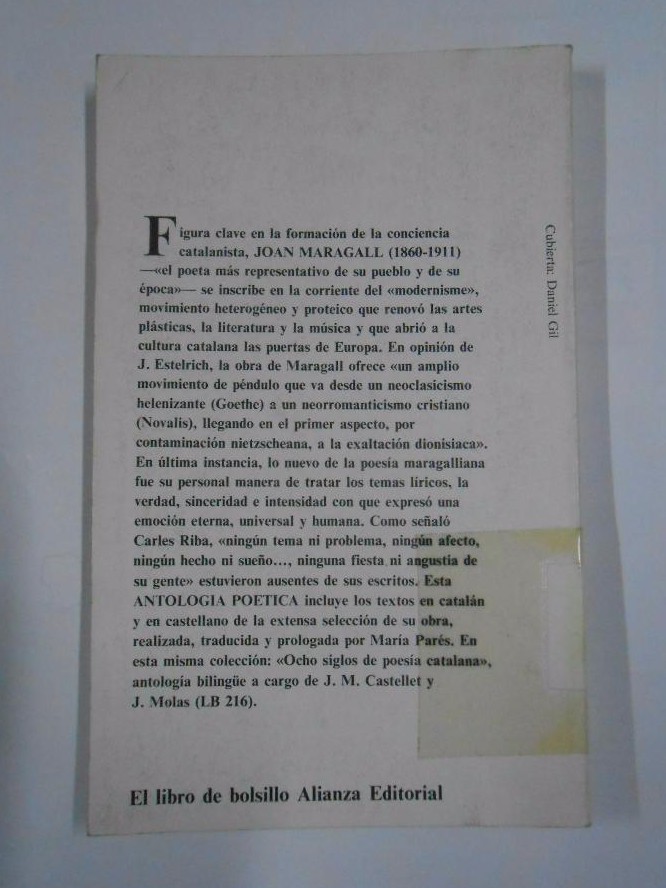 Figura clave en la formación de la conciencia
catalanista, JOAN MARAGALL (1860-1911)
—«el poeta más representativo de su pueblo y de su
época»— se inscribe en la corriente del «modernisme»,
movimiento heterogéneo y proteico que renovó las artes
plásticas, la literatura y la música y que abrió a la
cultura catalana las puertas de Europa. En opinión de
J. Estelrich, la obra de Maragall ofrece «un amplio
movimiento de péndulo que va desde un neoclasicismo
helenizante (Goethe) a un neorromanticismo cristiano
(Novalis), llegando en el primer aspecto, por
contaminación nietzscheana, a la exaltación dionisiaca».
En última instancia, lo nuevo de la poesía maragalliana
fue su personal manera de tratar los temas líricos, la
verdad, sinceridad e intensidad con que expresó una
emoción eterna, universal y humana. Como señaló
Carles Riba, «ningún tema ni problema, ningún afecto,
ningún hecho ni sueño..., ninguna fiesta ni angustia de
su gente» estuvieron ausentes de sus escritos. Esta
ANTOLOGIA POETICA incluye los textos en catalán
y en castellano de la extensa selección de su obra,
realizada, traducida y prologada por María Parés. En
esta misma colección: «Ocho siglos de poesía catalana»,
antología bilingüe a cargo de J. M. Castellet y
J. Molas (LB 216).
El libro de bolsillo Alianza Editorial
Cubierta: Daniel Gil